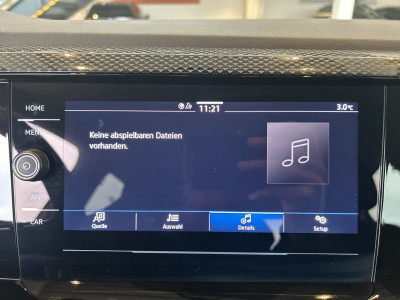 11:21
3.0°C
HOME
MENU
Keine abspielbaren Dateien
vorhanden.
APP
CAR
Quelle
Auswahl
Details
Setup